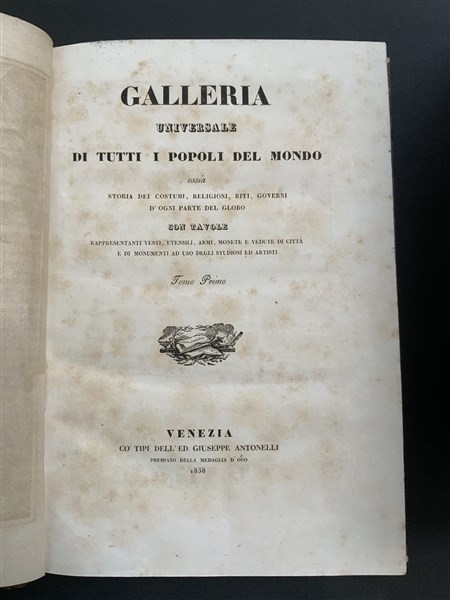 GALLERIA
UNIVERSALE
DI TUTTI I POPOLI DEL MONDO
ossia
STORIA DEI COSTUMI, RELIGIONI, RITI, GOVERNI
D'OGNI PARTE DEL GLOBO
CON TAVOLE
RAPPRESENTANTI VESTI, UTENSILI, ARMI, MONETE E VEDUTE DI CITTÀ
E DI MONUMENTI AD USO DEGLI STUDIOSI ED ARTISTI
Tomo Primo
VENEZIA
CO' TIPI DELL'ED. GIUSEPPE ANTONELLI
PREMIATO DELLA MEDAGLIA D'ORO
1838